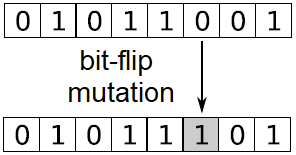 0 1 0 1 1 0 0 1
bit-flip
mutation
0 1 0 1 1 1 0 1